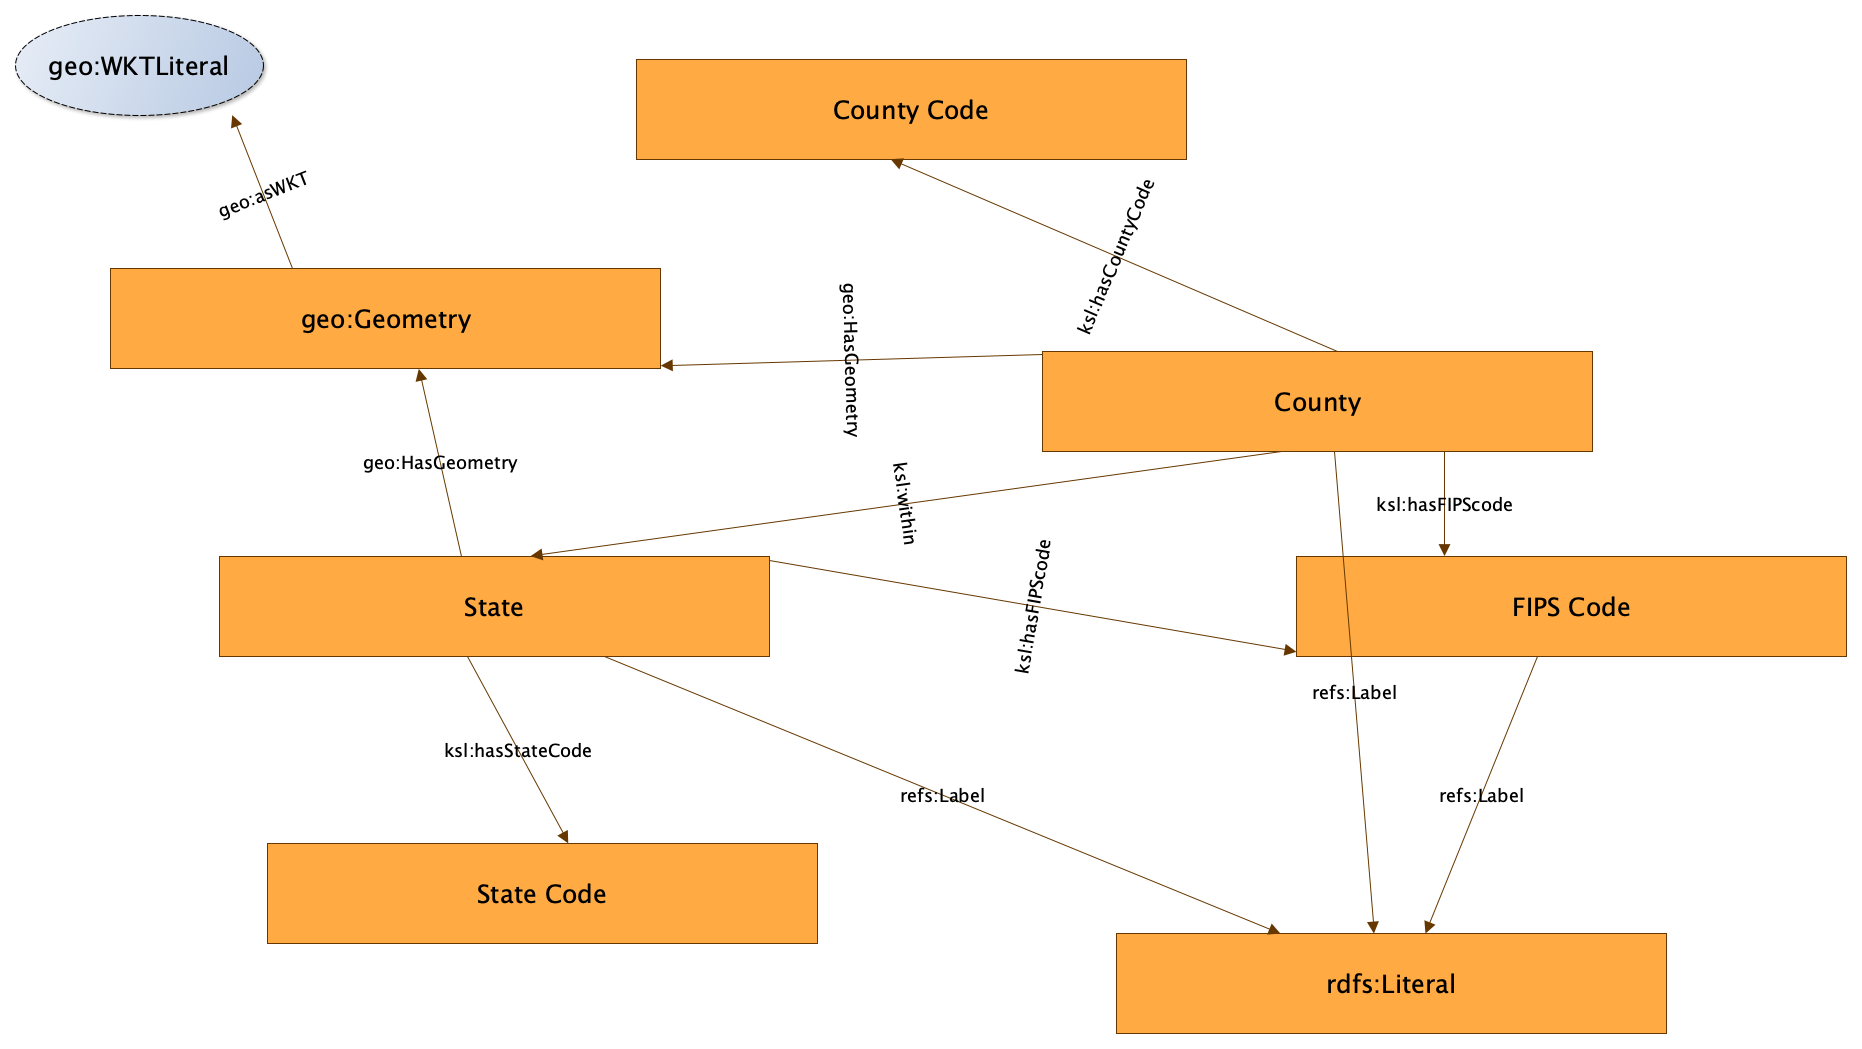 geo:WKTLiteral
County Code
geo:asWKT
ksl:hasCountyCode
geo:Geometry
geo:HasGeometry
County
geo:HasGeometry
ksl:within
ksl:hasFIPScode
State
ksl:hasFIPScode
FIPS Code
refs:Label
ksl:hasStateCode
refs:Label
refs:Label
State Code
rdfs:Literal